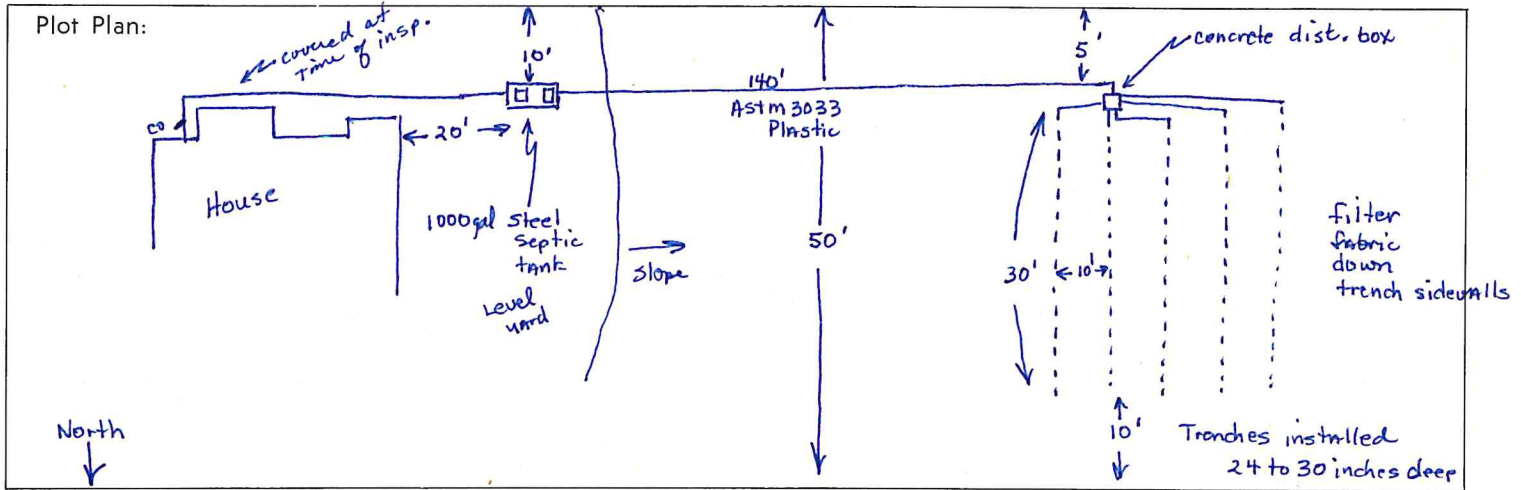 Plot Plan:
covered at
time of insp.
10'
5'
concrete dist. box
140'
Astm 3033
Plastic
CO
20'
House
1000gal Steel
Septic
tank
Level
yard
Slope
50'
30'
10'
filter
fabric
down
trench sidewalls
North
10'
Trenches installed
24 to 30 inches deep